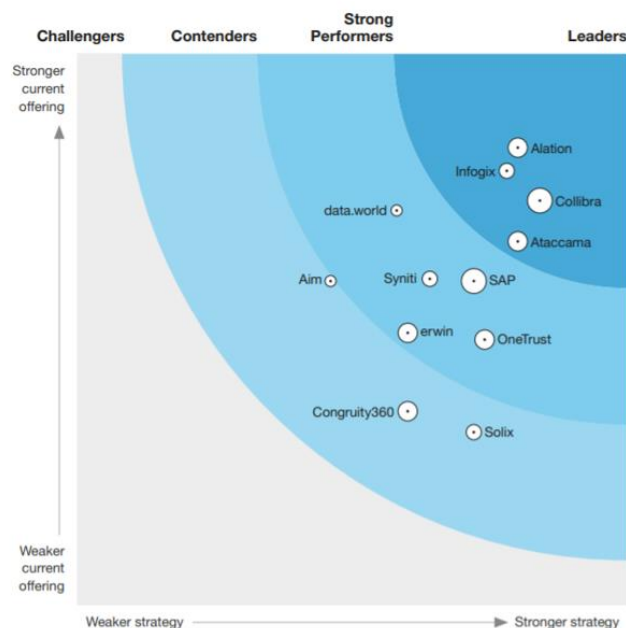 Strong
Challengers Contenders Performers Leaders
Stronger
current
offering
Alation
Infogix
Collibra
data.world
Ataccama
Aim
Syniti
SAP
erwin
OneTrust
Congruity360
Solix
Weaker
current
offering
Weaker strategy Stronger strategy